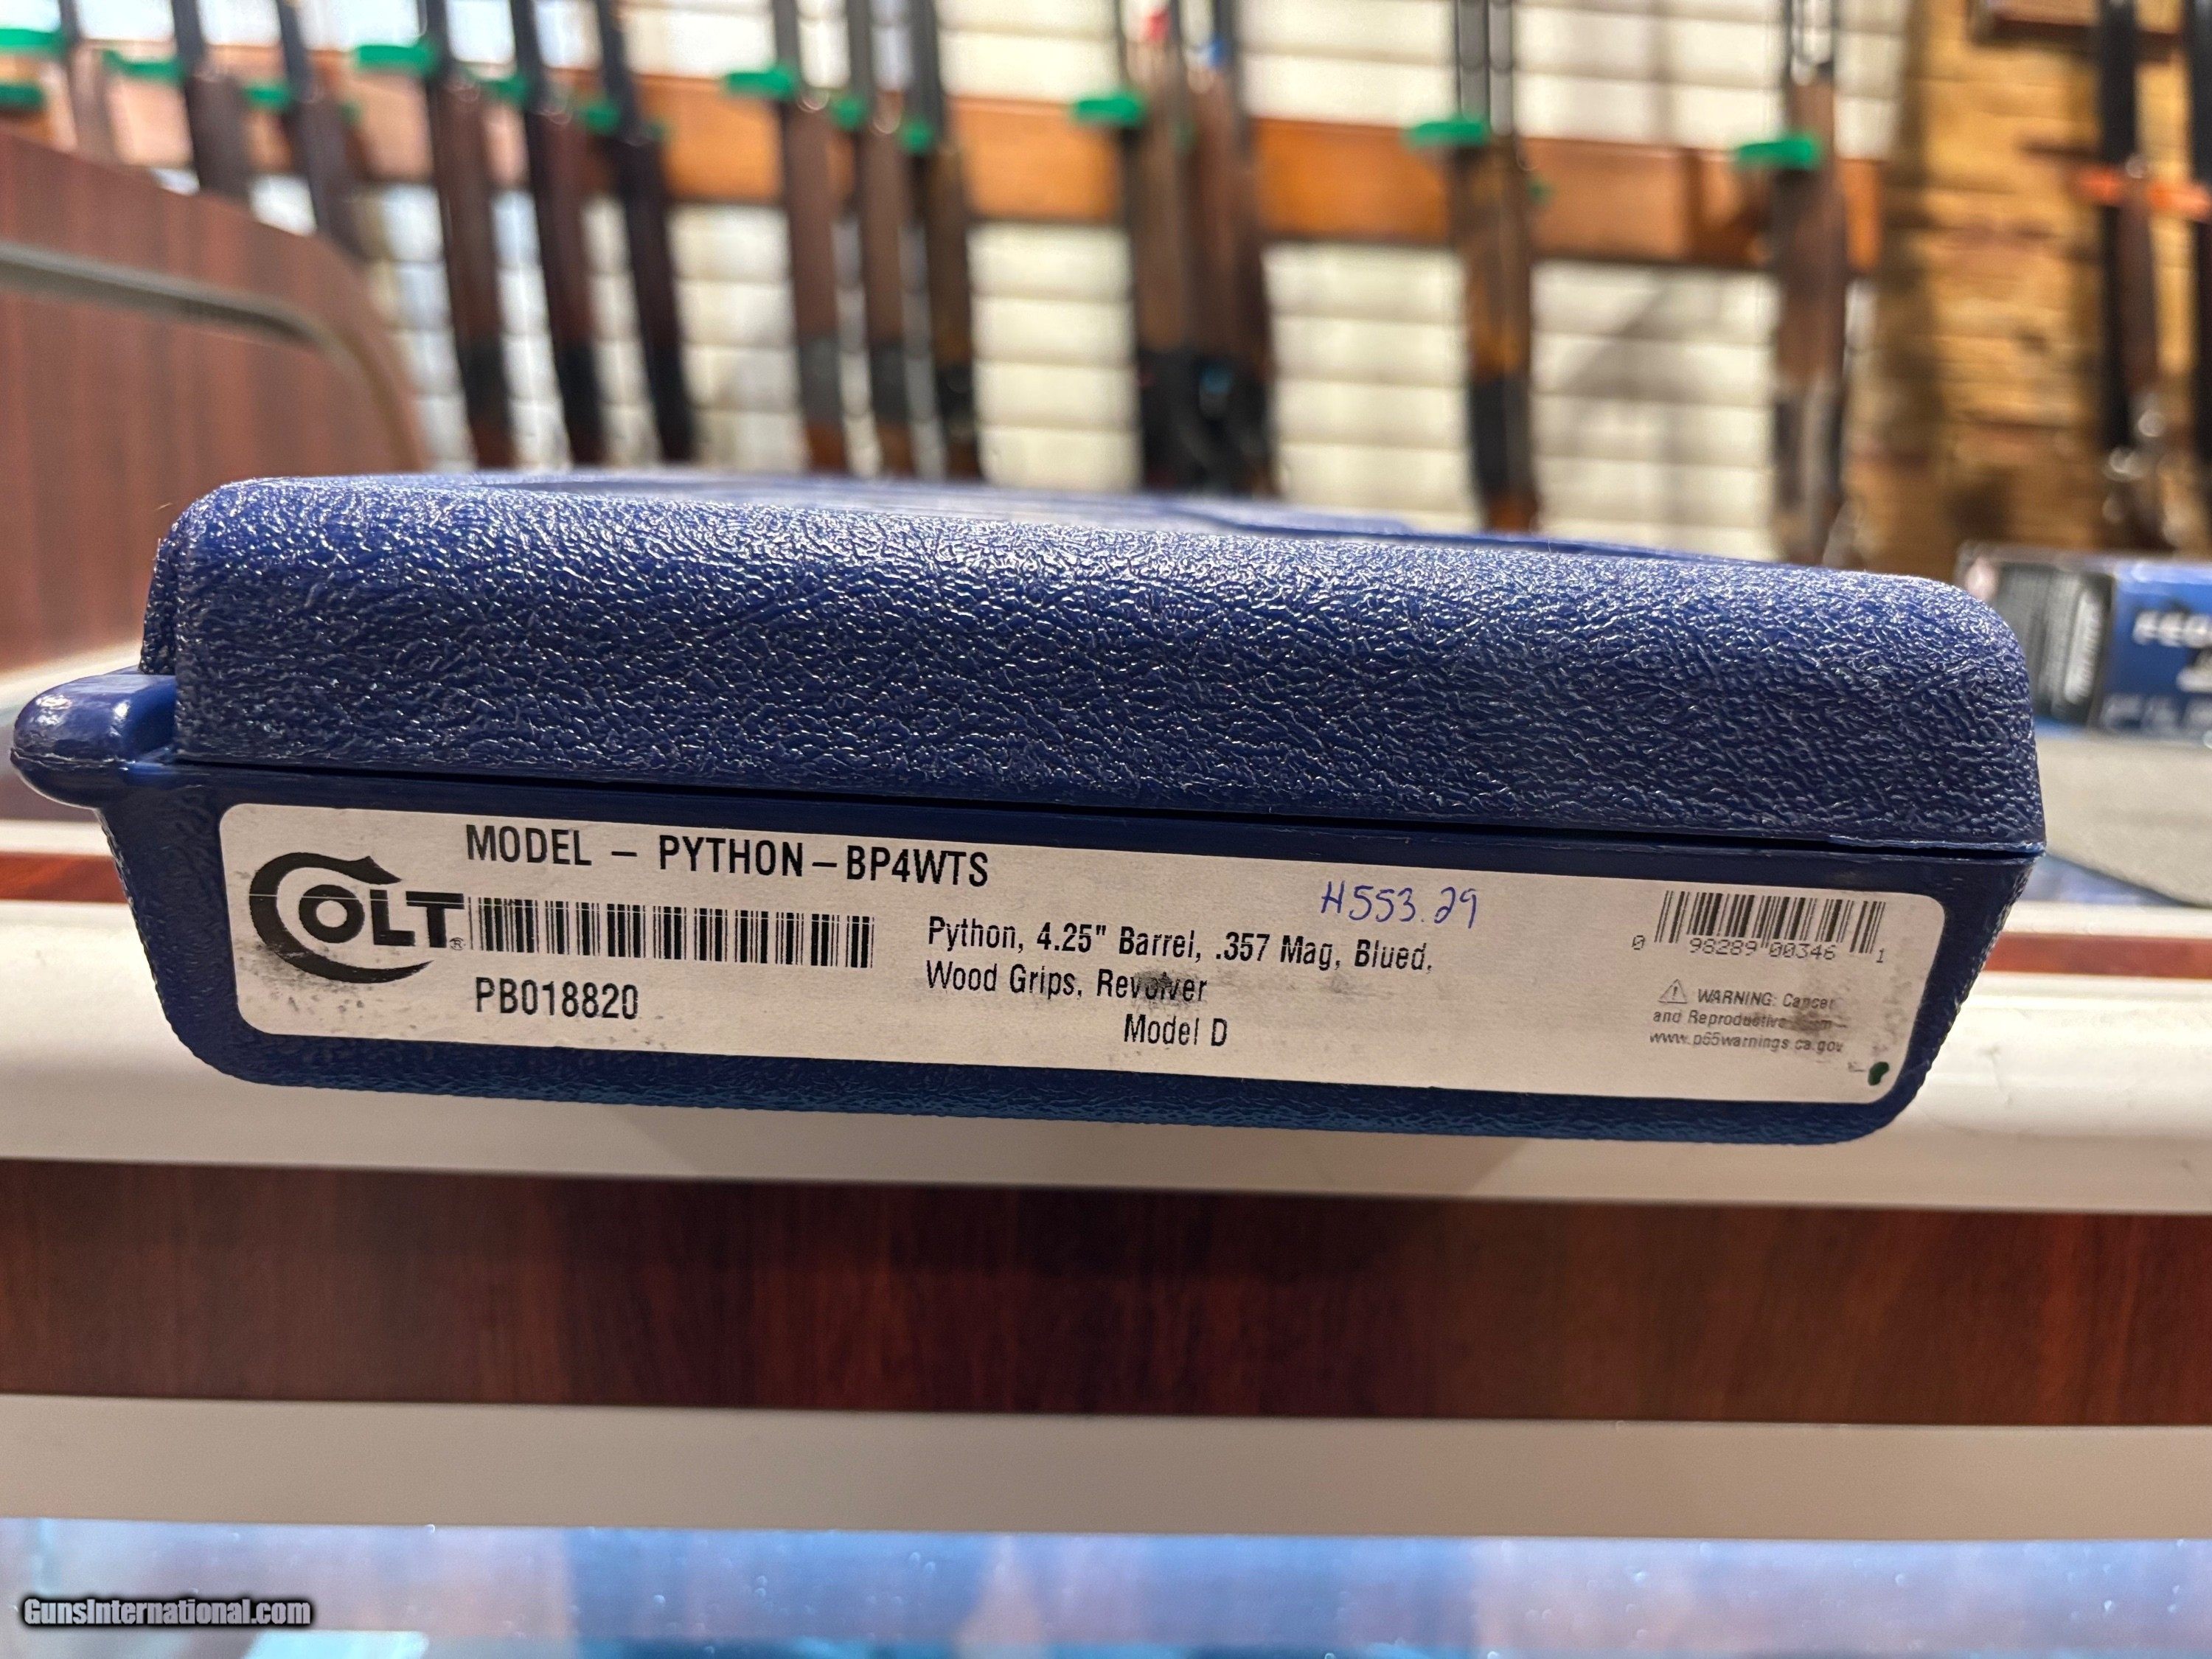 MODEL – PYTHON – BP4WTS
COLT®
PB018820
H553.29
Python, 4.25" Barrel, .357 Mag, Blued,
Wood Grips, Revolver
Model D
0 98289 00346 1
⚠ WARNING: Cancer
and Reproductive
www.p65warnings.ca.gov
GunsInternational.com